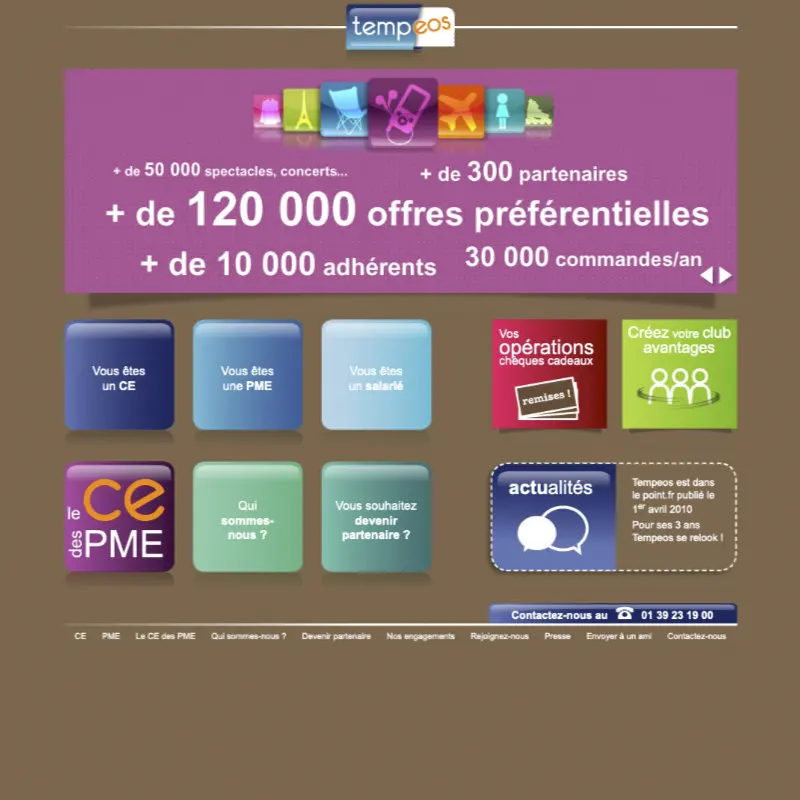 tempeos
+ de 50 000 spectacles, concerts...
+ de 300 partenaires
+ de 120 000 offres préférentielles
+ de 10 000 adhérents
30 000 commandes/an
Vous êtes
un CE
Vous êtes
une PME
Vous êtes
un salarié
Vos
opérations
chèques cadeaux
remises !
Créez votre club
avantages
le ce
des PME
Qui
sommes-
nous ?
Vous souhaitez
devenir
partenaire ?
actualités
Tempeos est dans
le point.fr publié le
1er avril 2010
Pour ses 3 ans
Tempeos se relook !
Contactez-nous au 01 39 23 19 00
CE PME Le CE des PME Qui sommes-nous ? Devenir partenaire Nos engagements Rejoignez-nous Presse Envoyer à un ami Contactez-nous